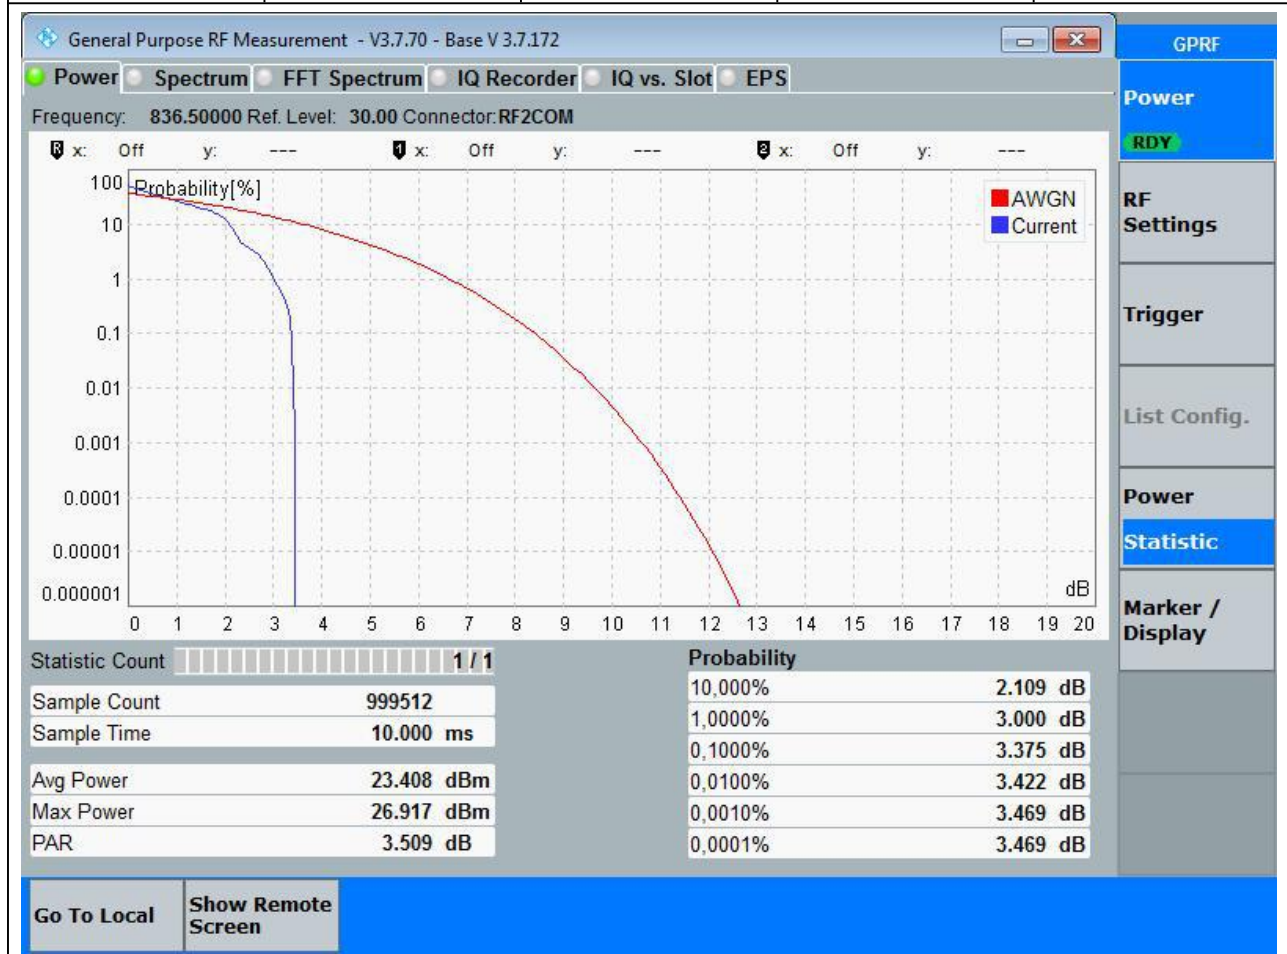 General Purpose RF Measurement - V3.7.70 - Base V 3.7.172
GPRF
Power Spectrum FFT Spectrum IQ Recorder IQ vs. Slot EPS
Frequency: 836.50000 Ref. Level: 30.00 Connector: RF2COM
R x: Off y: --- 1 x: Off y: --- 2 x: Off y: ---
Probability[%]
AWGN
Current
100
10
1
0.1
0.01
0.001
0.0001
0.00001
0.000001
dB
0 1 2 3 4 5 6 7 8 9 10 11 12 13 14 15 16 17 18 19 20
Statistic Count 1 / 1
Sample Count 999512
Sample Time 10.000 ms
Avg Power 23.408 dBm
Max Power 26.917 dBm
PAR 3.509 dB
Probability
10,000% 2.109 dB
1,0000% 3.000 dB
0,1000% 3.375 dB
0,0100% 3.422 dB
0,0010% 3.469 dB
0,0001% 3.469 dB
Power
RDY
RF
Settings
Trigger
List Config.
Power
Statistic
Marker /
Display
Go To Local
Show Remote
Screen